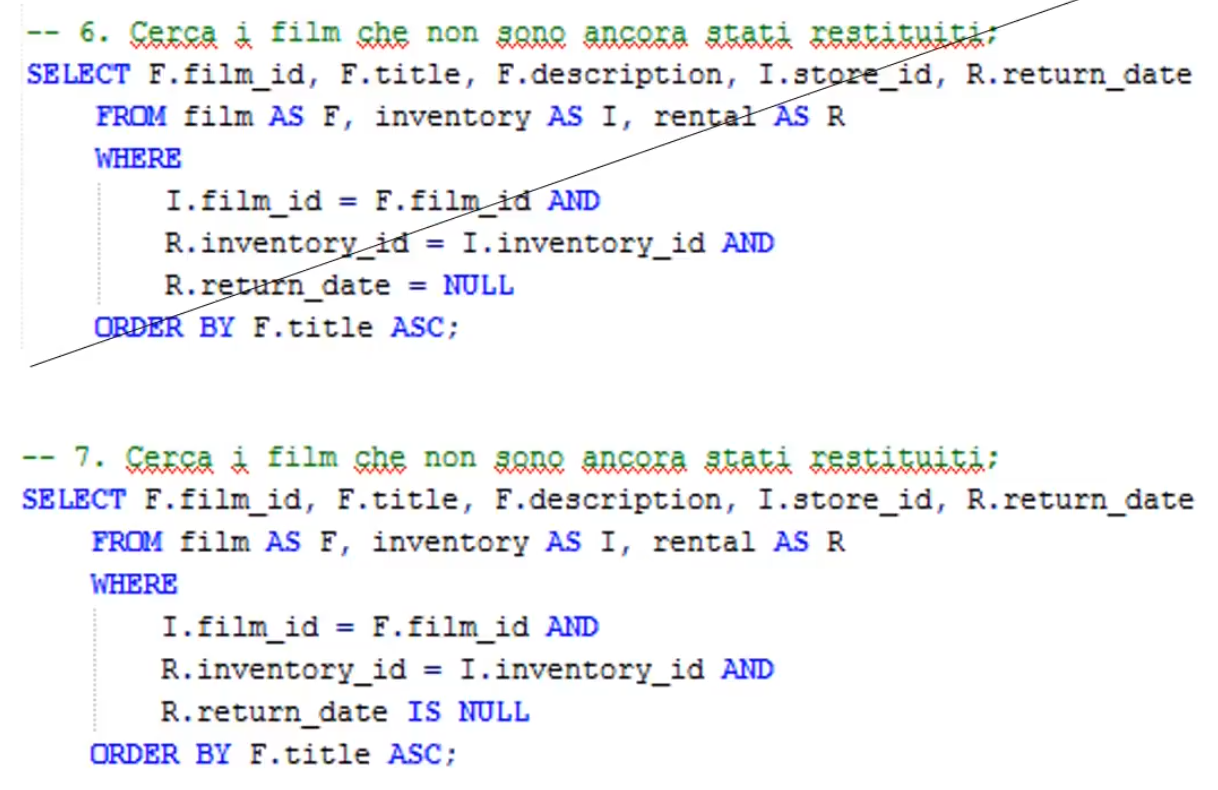 -- 6. Cerca i film che non sono ancora stati restituiti;
SELECT F.film_id, F.title, F.description, I.store_id, R.return_date
FROM film AS F, inventory AS I, rental AS R
WHERE
I.film_id = F.film_id AND
R.inventory_id = I.inventory_id AND
R.return_date = NULL
ORDER BY F.title ASC;
-- 7. Cerca i film che non sono ancora stati restituiti;
SELECT F.film_id, F.title, F.description, I.store_id, R.return_date
FROM film AS F, inventory AS I, rental AS R
WHERE
I.film_id = F.film_id AND
R.inventory_id = I.inventory_id AND
R.return_date IS NULL
ORDER BY F.title ASC;